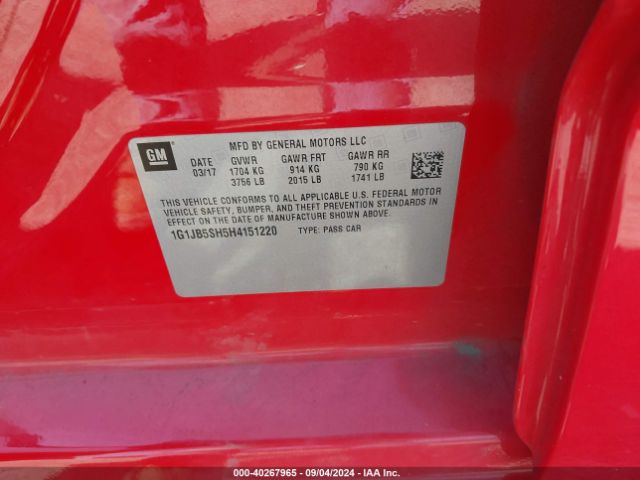 GM
MFD BY GENERAL MOTORS LLC
DATE GVWR GAWR FRT GAWR RR
03/17 1704 KG 914 KG 790 KG
3756 LB 2015 LB 1741 LB
THIS VEHICLE CONFORMS TO ALL APPLICABLE U.S. FEDERAL MOTOR
VEHICLE SAFETY, BUMPER, AND THEFT PREVENTION STANDARDS IN
EFFECT ON THE DATE OF MANUFACTURE SHOWN ABOVE.
1G1JB5SH5H4151220 TYPE: PASS CAR
000-40267965 - 09/04/2024 - IAA Inc.